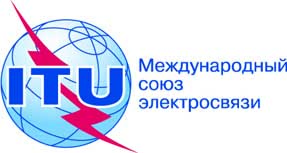 ITU
Международный
союз
электросвязи